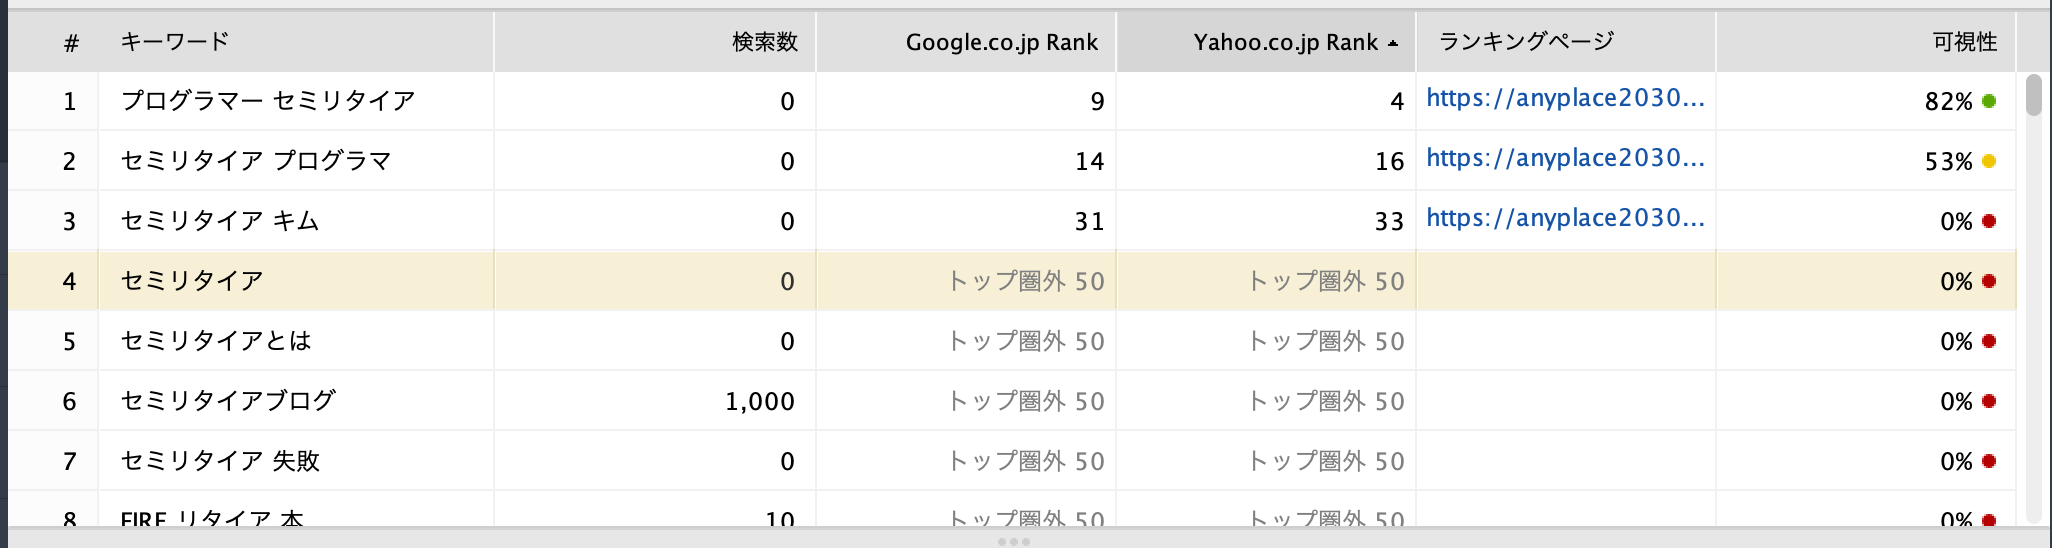 # キーワード 検索数 Google.co.jp Rank Yahoo.co.jp Rank ランキングページ 可視性
1 プログラマー セミリタイア 0 9 4 https://anyplace2030... 82%
2 セミリタイア プログラマ 0 14 16 https://anyplace2030... 53%
3 セミリタイア キム 0 31 33 https://anyplace2030... 0%
4 セミリタイア 0 トップ圏外 50 トップ圏外 50 0%
5 セミリタイアとは 0 トップ圏外 50 トップ圏外 50 0%
6 セミリタイアブログ 1,000 トップ圏外 50 トップ圏外 50 0%
7 セミリタイア 失敗 0 トップ圏外 50 トップ圏外 50 0%
8 FIRE リタイア 本 10 トップ圏外 50 トップ圏外 50 0%